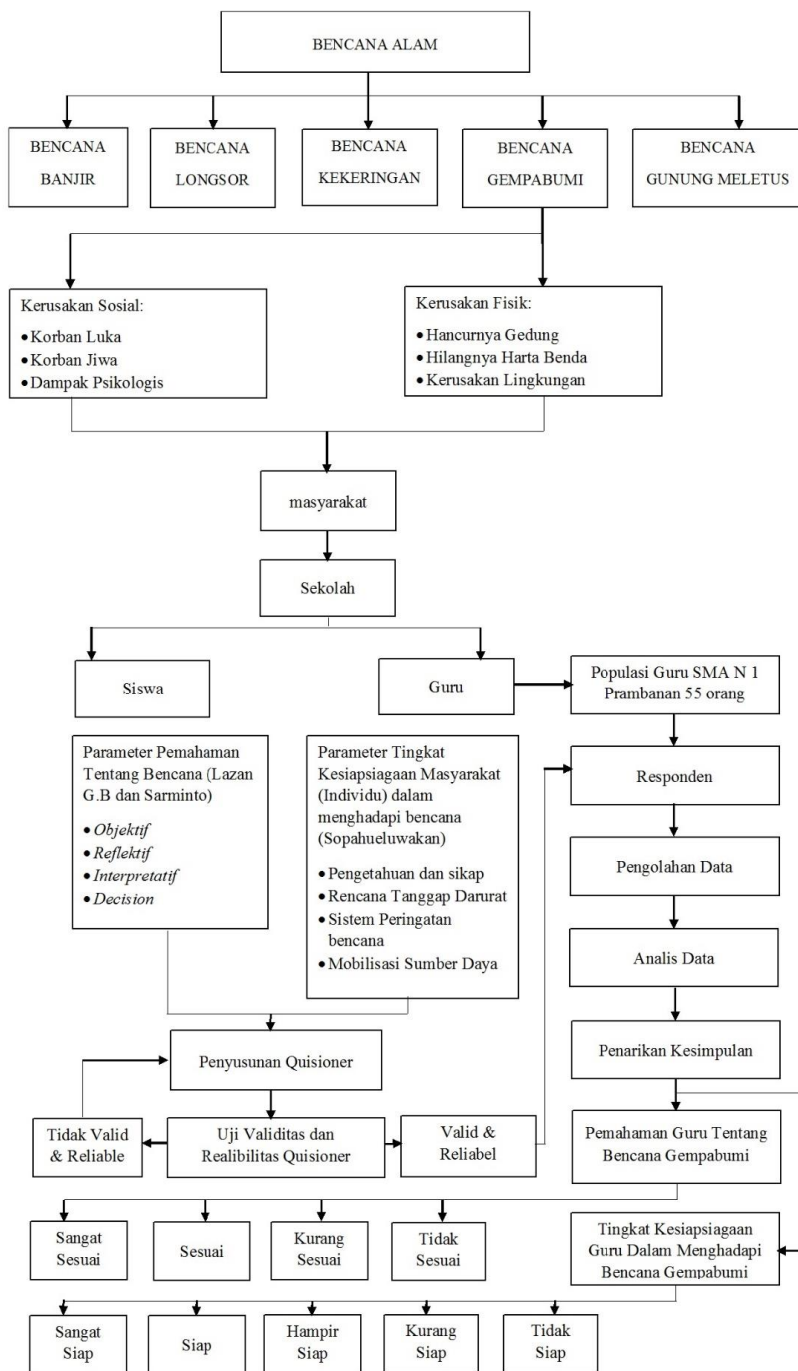 BENCANA ALAM
BENCANA
BANJIR
BENCANA
LONGSOR
BENCANA
KEKERINGAN
BENCANA
GEMPABUMI
BENCANA
GUNUNG MELETUS
Kerusakan Sosial:
• Korban Luka
• Korban Jiwa
• Dampak Psikologis
Kerusakan Fisik:
• Hancurnya Gedung
• Hilangnya Harta Benda
• Kerusakan Lingkungan
masyarakat
Sekolah
Siswa
Guru
Populasi Guru SMA N 1
Prambanan 55 orang
Parameter Pemahaman
Tentang Bencana (Lazan
G.B dan Sarminto)
• Objektif
• Reflektif
• Interpretatif
• Decision
Parameter Tingkat
Kesiapsiagaan Masyarakat
(Individu) dalam
menghadapi bencana
(Sopahueluwakan)
• Pengetahuan dan sikap
• Rencana Tanggap Darurat
• Sistem Peringatan
bencana
• Mobilisasi Sumber Daya
Responden
Pengolahan Data
Analis Data
Penarikan Kesimpulan
Penyusunan Quisioner
Tidak Valid
& Reliable
Uji Validitas dan
Realibilitas Quisioner
Valid &
Reliabel
Pemahaman Guru Tentang
Bencana Gempabumi
Sangat
Sesuai
Sesuai
Kurang
Sesuai
Tidak
Sesuai
Tingkat Kesiapsiagaan
Guru Dalam Menghadapi
Bencana Gempabumi
Sangat
Siap
Siap
Hampir
Siap
Kurang
Siap
Tidak
Siap